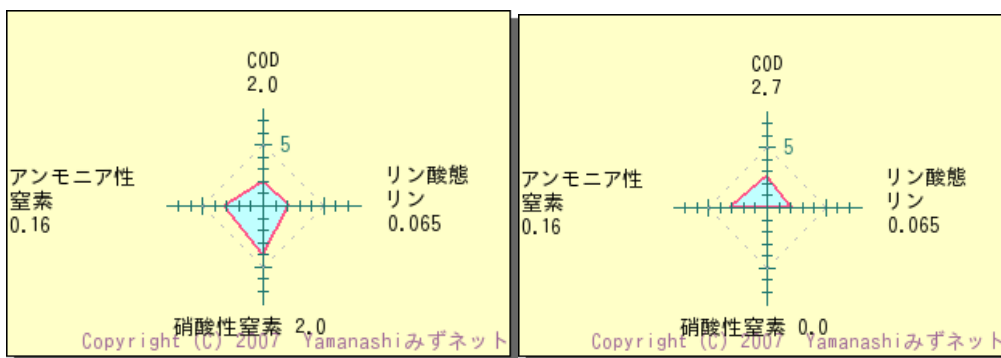 COD
2.0
5
アンモニア性
窒素
0.16
リン酸態
リン
0.065
硝酸性窒素 2.0
Copyright (C) 2007 Yamanashiみずネット
COD
2.7
5
アンモニア性
窒素
0.16
リン酸態
リン
0.065
硝酸性窒素 0.0
Copyright (C) 2007 Yamanashiみずネット